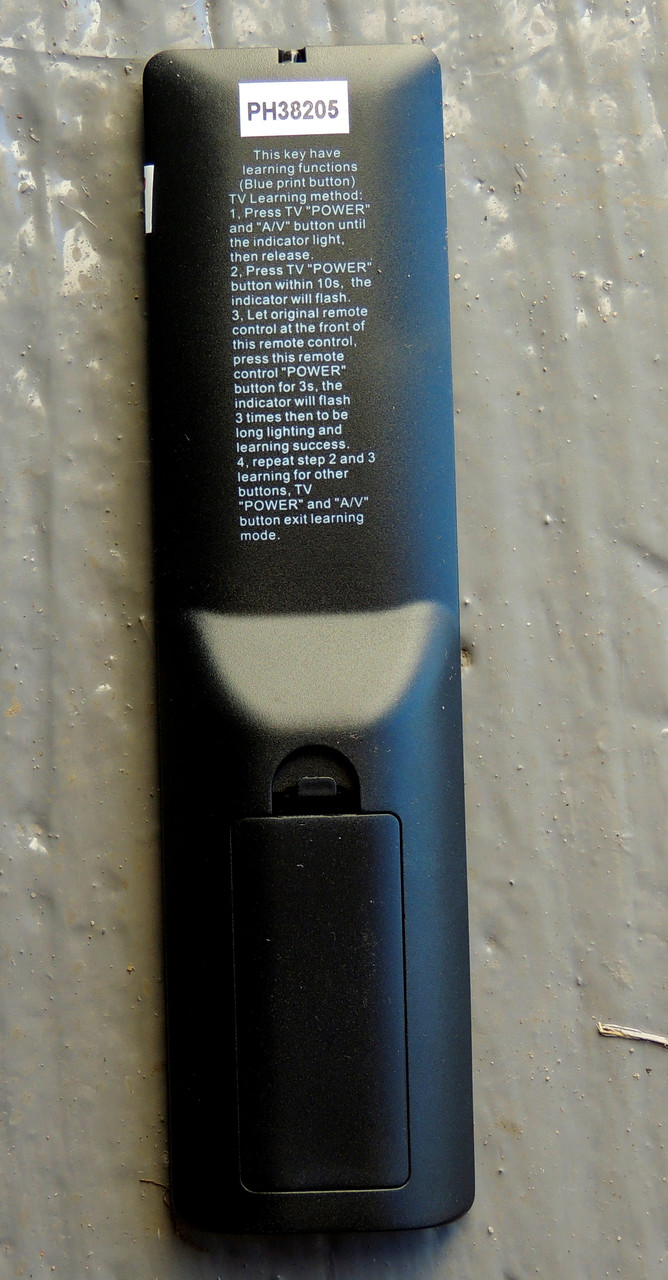 PH38205
This key have
learning functions
(Blue print button)
TV Learning method:
1, Press TV "POWER"
and "A/V" button until
the indicator light,
then release.
2, Press TV "POWER"
button within 10s, the
indicator will flash.
3, Let original remote
control at the front of
this remote control,
press this remote
control "POWER"
button for 3s, the
indicator will flash
3 times then to be
long lighting and
learning success.
4, repeat step 2 and 3
learning for other
buttons, TV
"POWER" and "A/V"
button exit learning
mode.